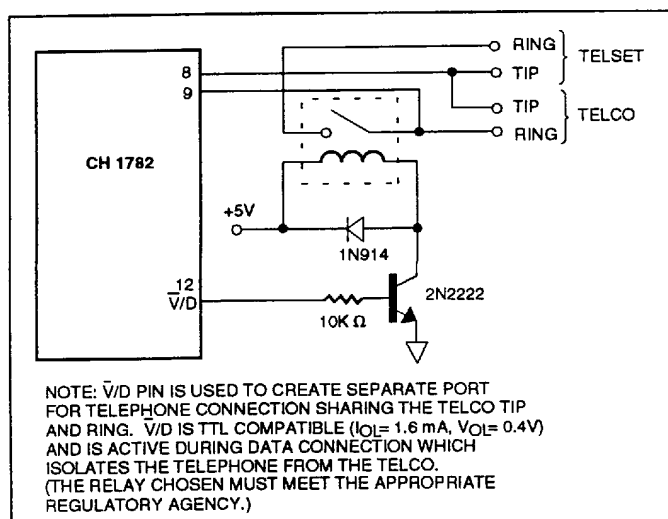 RING
TELSET
8
TIP
9
TIP
TELCO
RING
CH 1782
+5V
1N914
12
V̅/D
2N2222
10K Ω
NOTE: V̅/D PIN IS USED TO CREATE SEPARATE PORT
FOR TELEPHONE CONNECTION SHARING THE TELCO TIP
AND RING. V̅/D IS TTL COMPATIBLE (IOL= 1.6 mA, VOL= 0.4V)
AND IS ACTIVE DURING DATA CONNECTION WHICH
ISOLATES THE TELEPHONE FROM THE TELCO.
(THE RELAY CHOSEN MUST MEET THE APPROPRIATE
REGULATORY AGENCY.)